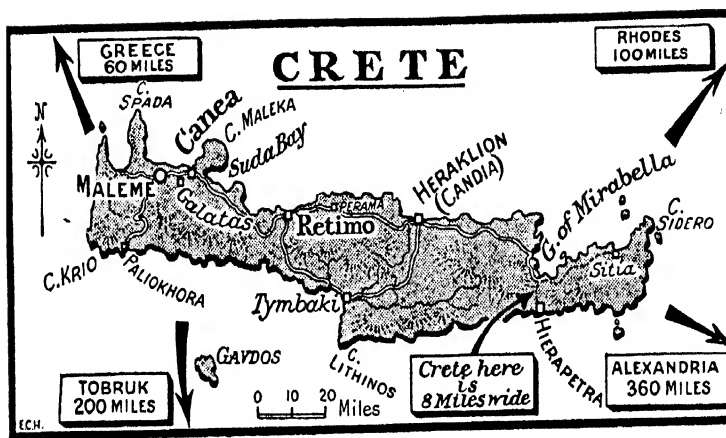 GREECE
60 MILES
CRETE
RHODES
100 MILES
C.
SPADA
N
Canea
C. MALEKA
Suda Bay
MALEME
Galatas
PERAMA
HERAKLION
(CANDIA)
G. of Mirabella
C.
SIDERO
Retimo
Sitia
C. KRIO
PALIOKHORA
Tymbaki
HIERAPETRA
GAVDOS
C.
LITHINOS
Crete here
is
8 Miles wide
ALEXANDRIA
360 MILES
TOBRUK
200 MILES
0 10 20
Miles
E.C.H.